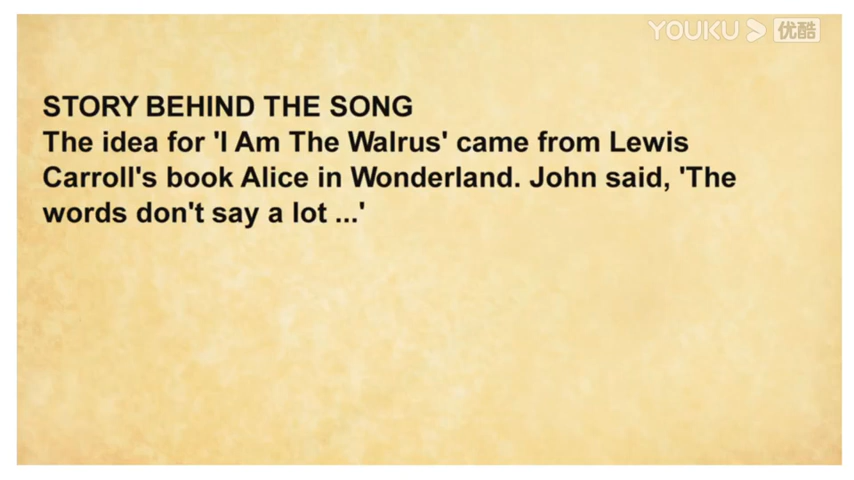 YOUKU 优酷
STORY BEHIND THE SONG
The idea for 'I Am The Walrus' came from Lewis
Carroll's book Alice in Wonderland. John said, 'The
words don't say a lot ...'